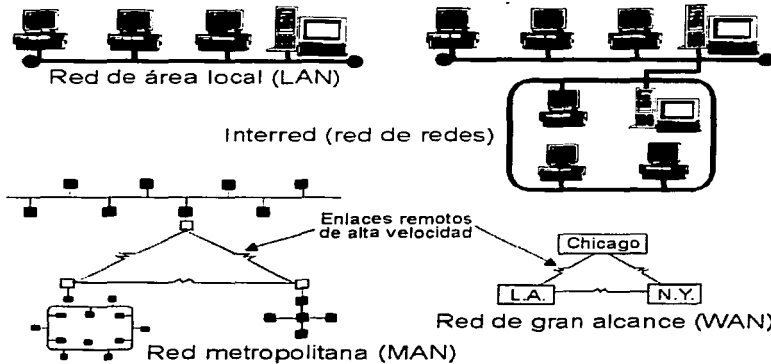 Red de área local (LAN)
Interred (red de redes)
Enlaces remotos
de alta velocidad
Chicago
L.A.
N.Y.
Red de gran alcance (WAN)
Red metropolitana (MAN)